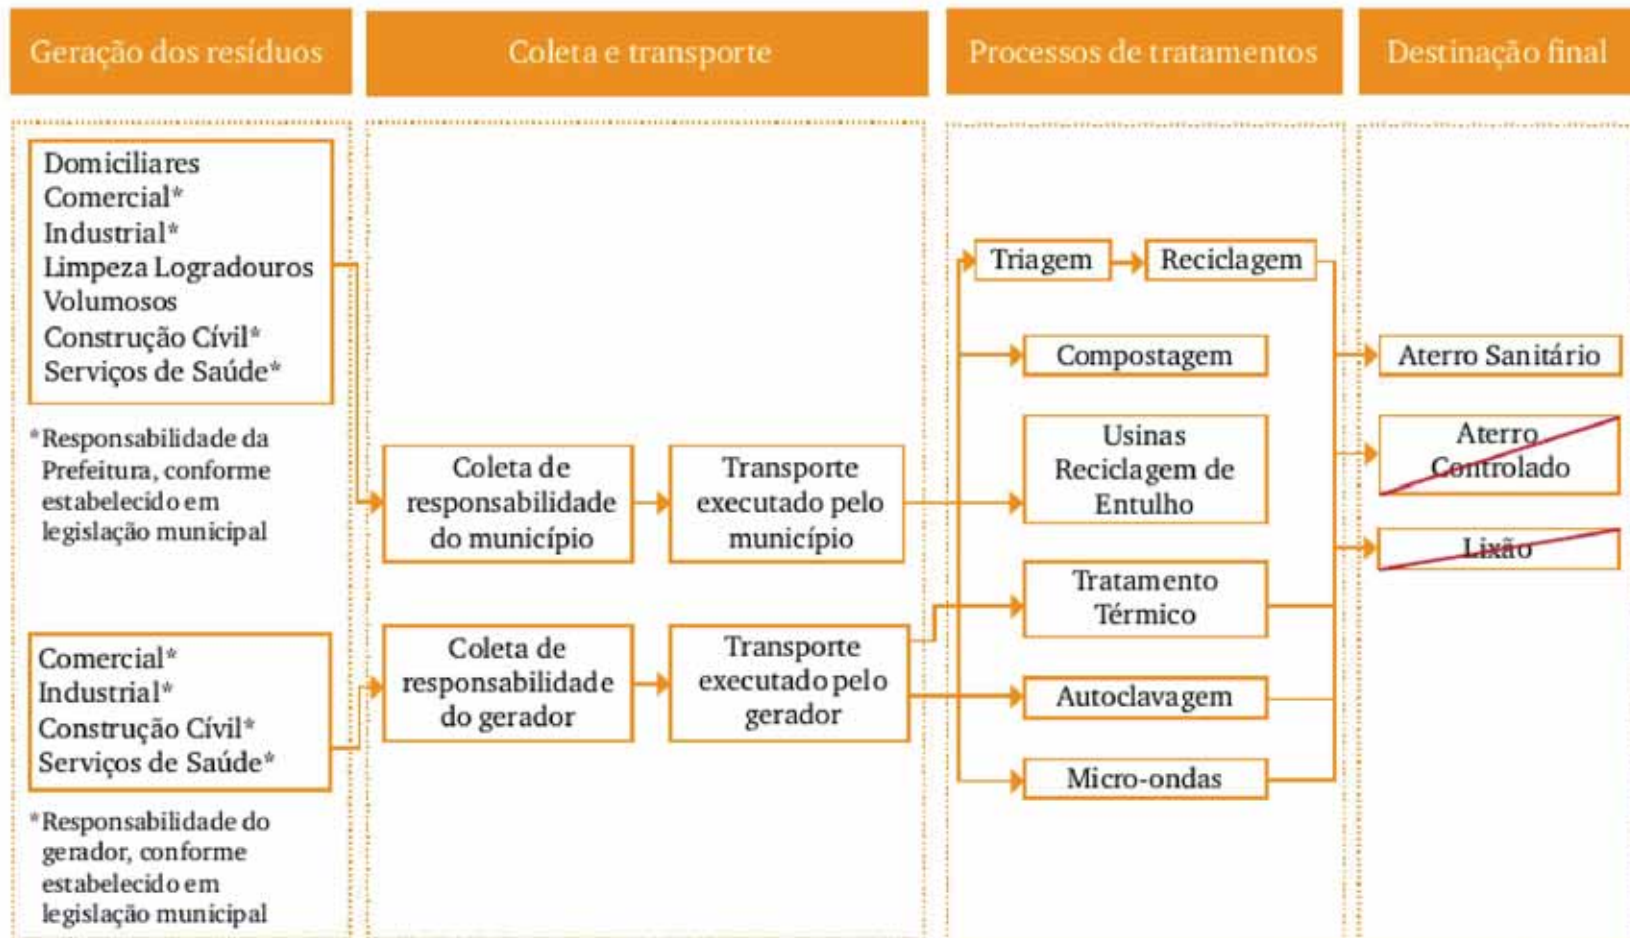 Geração dos resíduos
Coleta e transporte
Processos de tratamentos
Destinação final
Domiciliares
Comercial*
Industrial*
Limpeza Logradouros
Volumosos
Construção Cívil*
Serviços de Saúde*
*Responsabilidade da
Prefeitura, conforme
estabelecido em
legislação municipal
Comercial*
Industrial*
Construção Cívil*
Serviços de Saúde*
*Responsabilidade do
gerador, conforme
estabelecido em
legislação municipal
Coleta de
responsabilidade
do município
Transporte
executado pelo
município
Coleta de
responsabilidade
do gerador
Transporte
executado pelo
gerador
Triagem
Reciclagem
Compostagem
Usinas
Reciclagem de
Entulho
Tratamento
Térmico
Autoclavagem
Micro-ondas
Aterro Sanitário
Aterro
Controlado
Lixão